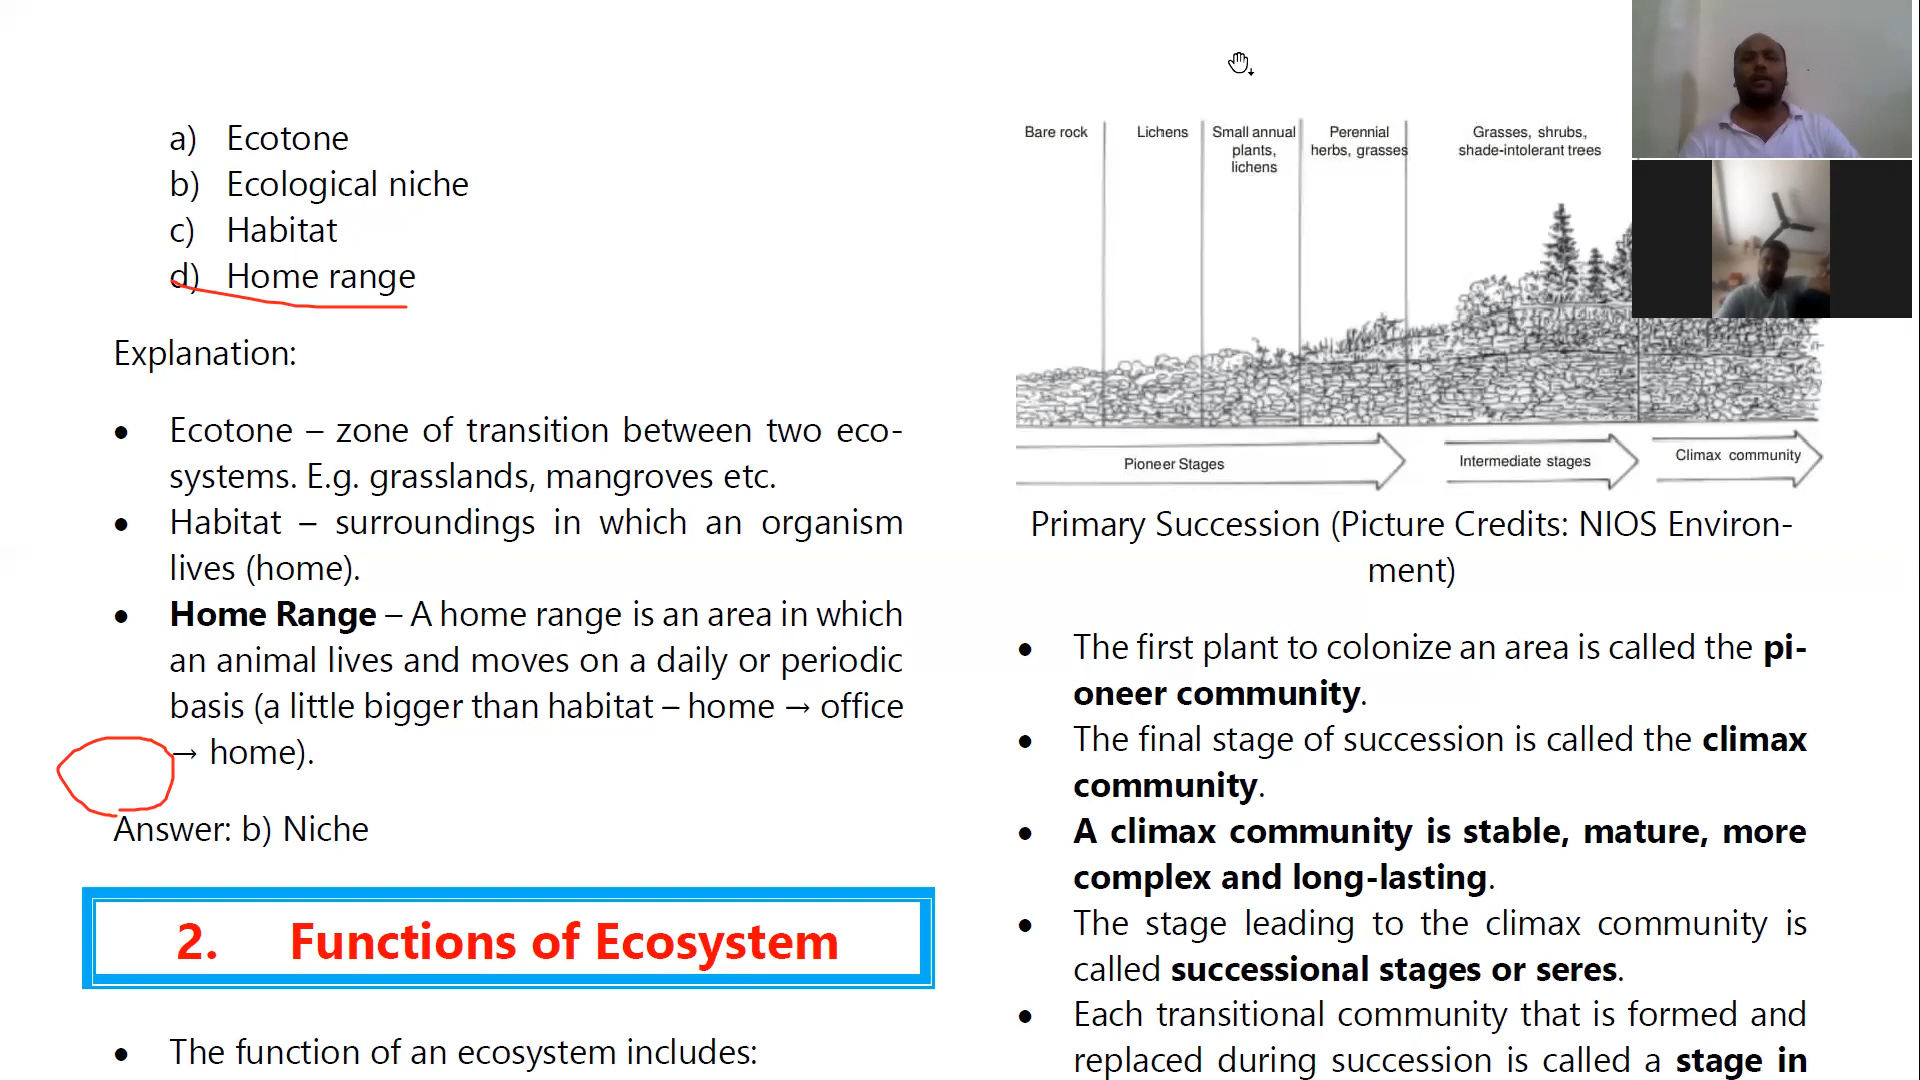 a) Ecotone
b) Ecological niche
c) Habitat
d) Home range
Explanation:
• Ecotone – zone of transition between two eco-
systems. E.g. grasslands, mangroves etc.
• Habitat – surroundings in which an organism
lives (home).
• Home Range – A home range is an area in which
an animal lives and moves on a daily or periodic
basis (a little bigger than habitat – home → office
→ home).
Answer: b) Niche
2. Functions of Ecosystem
• The function of an ecosystem includes:
Bare rock
Lichens
Small annual
plants,
lichens
Perennial
herbs, grasses
Grasses, shrubs,
shade-intolerant trees
Pioneer Stages
Intermediate stages
Climax community
Primary Succession (Picture Credits: NIOS Environ-
ment)
• The first plant to colonize an area is called the pi-
oneer community.
• The final stage of succession is called the climax
community.
• A climax community is stable, mature, more
complex and long-lasting.
• The stage leading to the climax community is
called successional stages or seres.
• Each transitional community that is formed and
replaced during succession is called a stage in